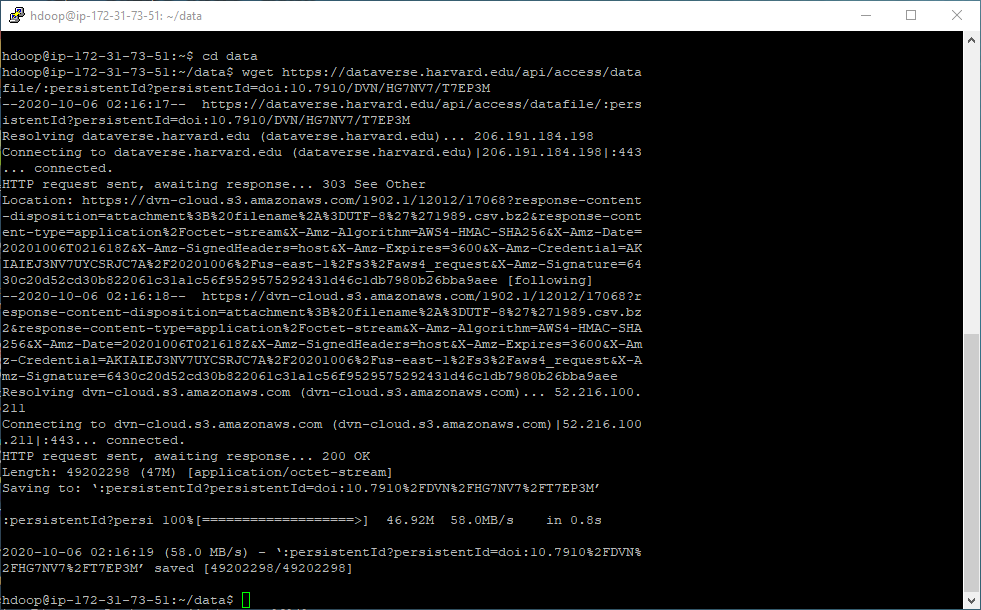 hdoop@ip-172-31-73-51: ~/data
hdoop@ip-172-31-73-51:~$ cd data
hdoop@ip-172-31-73-51:~/data$ wget https://dataverse.harvard.edu/api/access/data
file/:persistentId?persistentId=doi:10.7910/DVN/HG7NV7/T7EP3M
--2020-10-06 02:16:17--  https://dataverse.harvard.edu/api/access/datafile/:pers
istentId?persistentId=doi:10.7910/DVN/HG7NV7/T7EP3M
Resolving dataverse.harvard.edu (dataverse.harvard.edu)... 206.191.184.198
Connecting to dataverse.harvard.edu (dataverse.harvard.edu)|206.191.184.198|:443
... connected.
HTTP request sent, awaiting response... 303 See Other
Location: https://dvn-cloud.s3.amazonaws.com/1902.1/12012/17068?response-content
-disposition=attachment%3B%20filename%2A%3DUTF-8%27%271989.csv.bz2&response-cont
ent-type=application%2Foctet-stream&X-Amz-Algorithm=AWS4-HMAC-SHA256&X-Amz-Date=
20201006T021618Z&X-Amz-SignedHeaders=host&X-Amz-Expires=3600&X-Amz-Credential=AK
IAIEJ3NV7UYCSRJC7A%2F20201006%2Fus-east-1%2Fs3%2Faws4_request&X-Amz-Signature=64
30c20d52cd30b822061c31a1c56f9529575292431d46c1db7980b26bba9aee [following]
--2020-10-06 02:16:18--  https://dvn-cloud.s3.amazonaws.com/1902.1/12012/17068?r
esponse-content-disposition=attachment%3B%20filename%2A%3DUTF-8%27%271989.csv.bz
2&response-content-type=application%2Foctet-stream&X-Amz-Algorithm=AWS4-HMAC-SHA
256&X-Amz-Date=20201006T021618Z&X-Amz-SignedHeaders=host&X-Amz-Expires=3600&X-Am
z-Credential=AKIAIEJ3NV7UYCSRJC7A%2F20201006%2Fus-east-1%2Fs3%2Faws4_request&X-A
mz-Signature=6430c20d52cd30b822061c31a1c56f9529575292431d46c1db7980b26bba9aee
Resolving dvn-cloud.s3.amazonaws.com (dvn-cloud.s3.amazonaws.com)... 52.216.100.
211
Connecting to dvn-cloud.s3.amazonaws.com (dvn-cloud.s3.amazonaws.com)|52.216.100
.211|:443... connected.
HTTP request sent, awaiting response... 200 OK
Length: 49202298 (47M) [application/octet-stream]
Saving to: ‘:persistentId?persistentId=doi:10.7910%2FDVN%2FHG7NV7%2FT7EP3M’
:persistentId?persi 100%[===================>]  46.92M  58.0MB/s    in 0.8s
2020-10-06 02:16:19 (58.0 MB/s) - ‘:persistentId?persistentId=doi:10.7910%2FDVN%
2FHG7NV7%2FT7EP3M’ saved [49202298/49202298]
hdoop@ip-172-31-73-51:~/data$